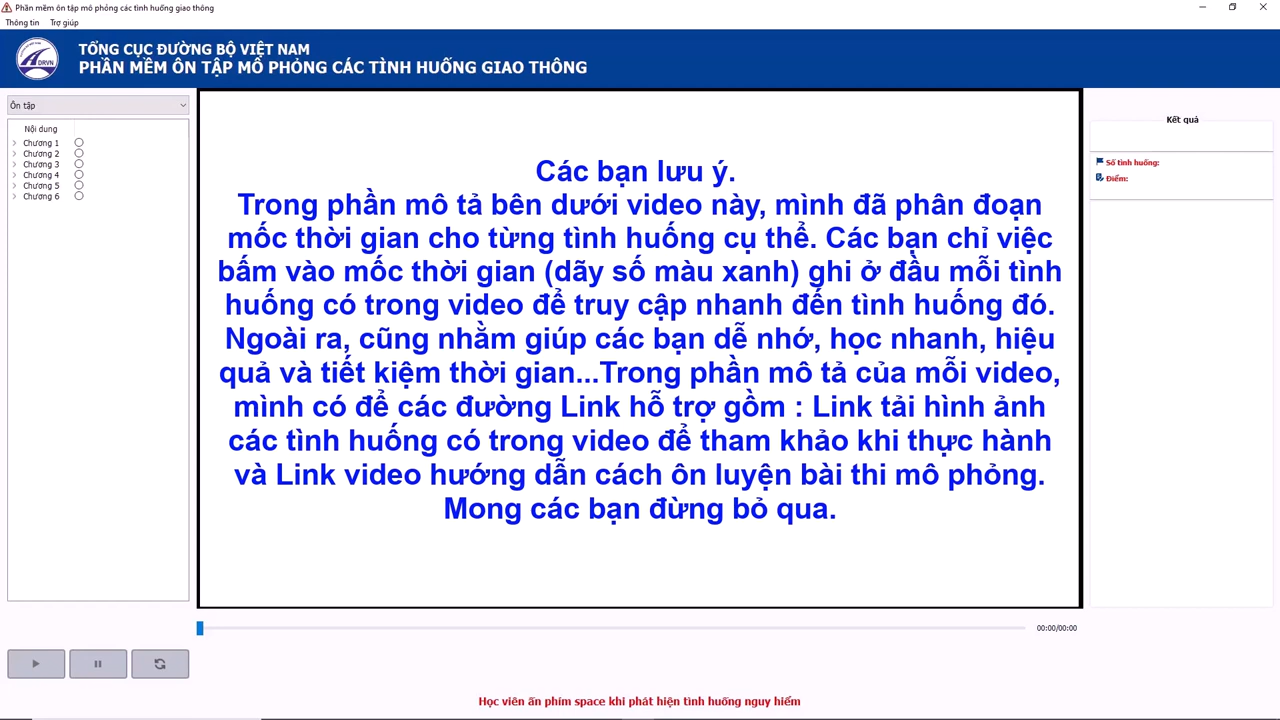 Phần mềm ôn tập mô phỏng các tình huống giao thông
Thông tin Trợ giúp
DRVN
TỔNG CỤC ĐƯỜNG BỘ VIỆT NAM
PHẦN MỀM ÔN TẬP MÔ PHỎNG CÁC TÌNH HUỐNG GIAO THÔNG
Ôn tập
Nội dung
Chương 1
Chương 2
Chương 3
Chương 4
Chương 5
Chương 6
Các bạn lưu ý.
Trong phần mô tả bên dưới video này, mình đã phân đoạn
mốc thời gian cho từng tình huống cụ thể. Các bạn chỉ việc
bấm vào mốc thời gian (dãy số màu xanh) ghi ở đầu mỗi tình
huống có trong video để truy cập nhanh đến tình huống đó.
Ngoài ra, cũng nhằm giúp các bạn dễ nhớ, học nhanh, hiệu
quả và tiết kiệm thời gian...Trong phần mô tả của mỗi video,
mình có để các đường Link hỗ trợ gồm : Link tải hình ảnh
các tình huống có trong video để tham khảo khi thực hành
và Link video hướng dẫn cách ôn luyện bài thi mô phỏng.
Mong các bạn đừng bỏ qua.
Kết quả
Số tình huống:
Điểm:
00:00/00:00
Học viên ấn phím space khi phát hiện tình huống nguy hiểm